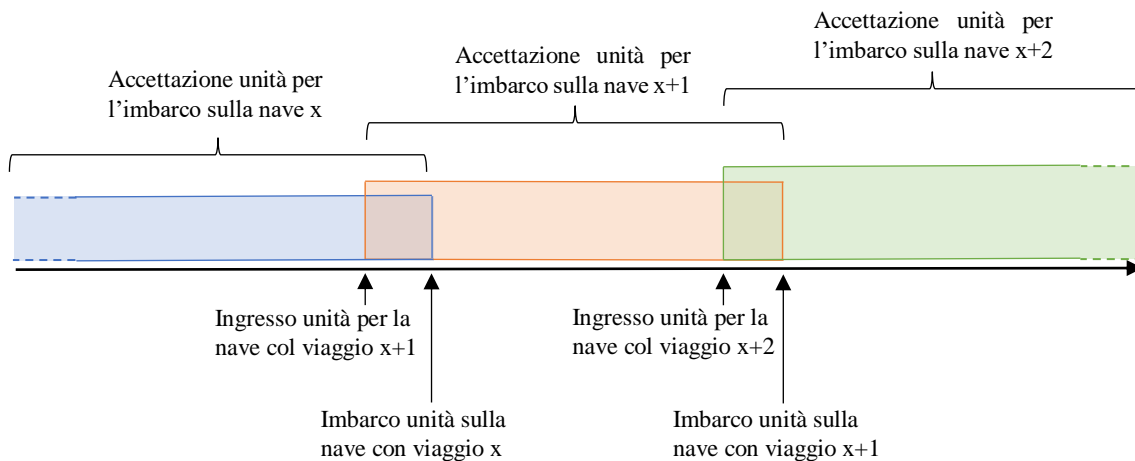 Accettazione unità per
l’imbarco sulla nave x
Accettazione unità per
l’imbarco sulla nave x+1
Accettazione unità per
l’imbarco sulla nave x+2
Ingresso unità per la
nave col viaggio x+1
Ingresso unità per la
nave col viaggio x+2
Imbarco unità sulla
nave con viaggio x
Imbarco unità sulla
nave con viaggio x+1